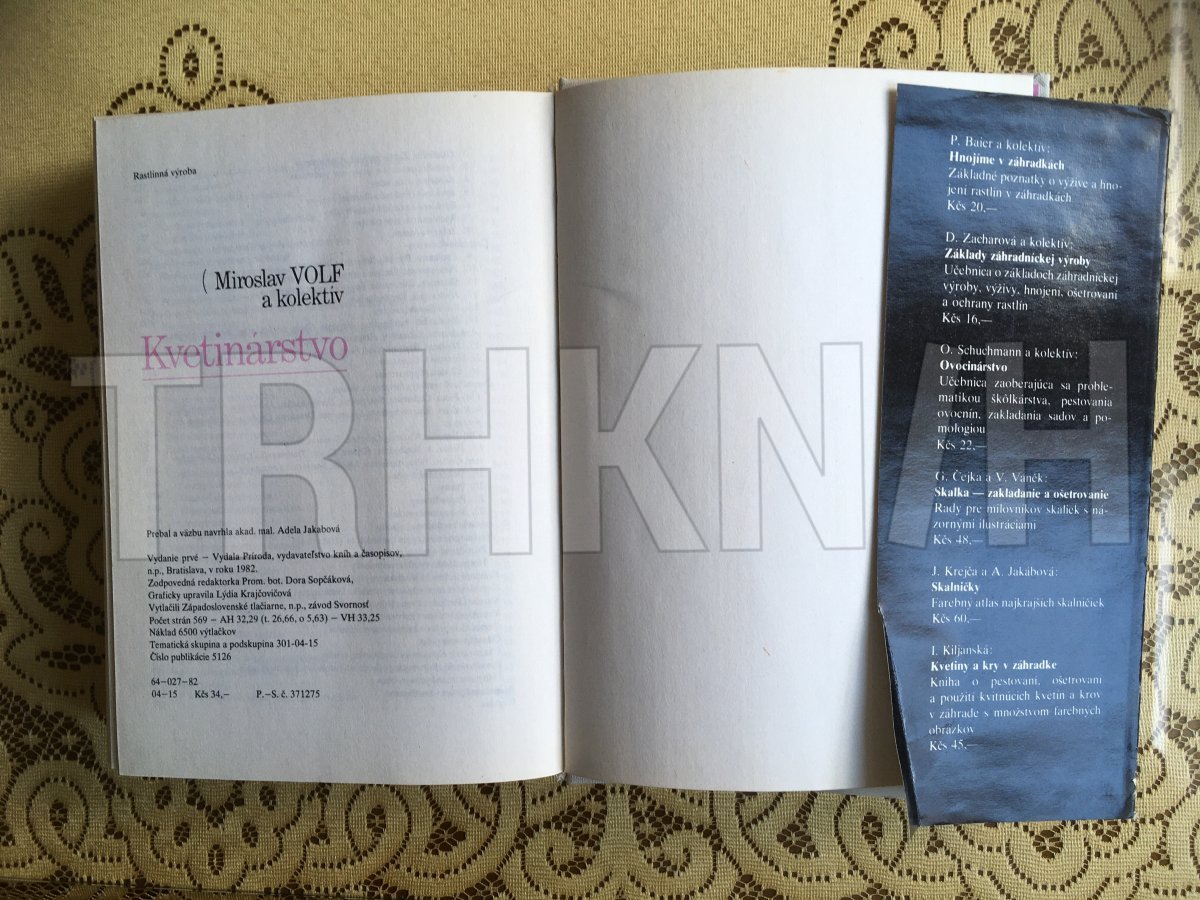 Rastlinná výroba
( Miroslav VOLF
a kolektív
Kvetinárstvo
Prebal a väzbu navrhla akad. mal. Adela Jakabová
Vydanie prvé – Vydala Príroda, vydavateľstvo kníh a časopisov,
n.p., Bratislava, v roku 1982.
Zodpovedná redaktorka Prom. bot. Dora Sopčáková,
Graficky upravila Lýdia Krajčovičová
Vytlačili Západoslovenské tlačiarne, n.p., závod Svornosť
Počet strán 569 – AH 32,29 (t. 26,66, o 5,63) – VH 33,25
Náklad 6500 výtlačkov
Tematická skupina a podskupina 301-04-15
Číslo publikácie 5126
64-027-82
04-15 Kčs 34,– P.–S. č. 371275
P. Baier a kolektív:
Hnojíme v záhradkách
Základné poznatky o výžive a hno-
jení rastlín v záhradkách
Kčs 20,—
D. Zacharová a kolektív:
Základy záhradníckej výroby
Učebnica o základoch záhradníckej
výroby, výživy, hnojení, ošetrovaní
a ochrany rastlín
Kčs 16,—
O. Schuchmann a kolektív:
Ovocinárstvo
Učebnica zaoberajúca sa proble-
matikou škôlkárstva, pestovania
ovocnín, zakladania sadov a po-
mologiou
Kčs 22,—
G. Čejka a V. Vaněk:
Skalka — zakladanie a ošetrovanie
Rady pre milovníkov skaliek s ná-
zornými ilustráciami
Kčs 48,—
J. Krejča a A. Jakábová:
Skalničky
Farebný atlas najkrajších skalničiek
Kčs 60,—
I. Kiljanská:
Kvetiny a kry v záhradke
Kniha o pestovaní, ošetrovaní
a použití kvitnúcich kvetín a krov
v záhrade s množstvom farebných
obrázkov
Kčs 45,—
TRHKNAH